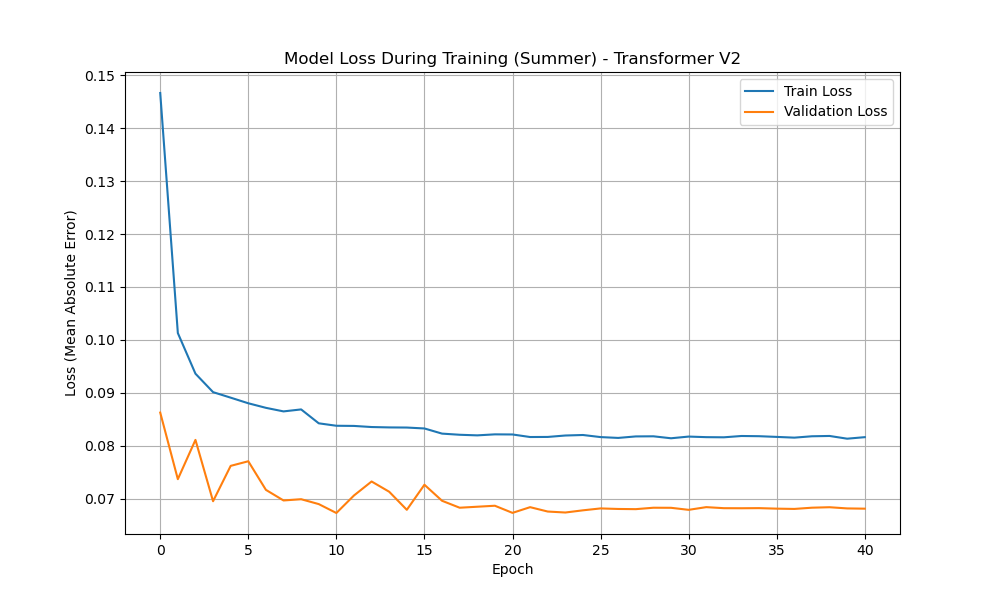 Model Loss During Training (Summer) - Transformer V2
Train Loss
Validation Loss
Loss (Mean Absolute Error)
0.15
0.14
0.13
0.12
0.11
0.10
0.09
0.08
0.07
0 5 10 15 20 25 30 35 40
Epoch